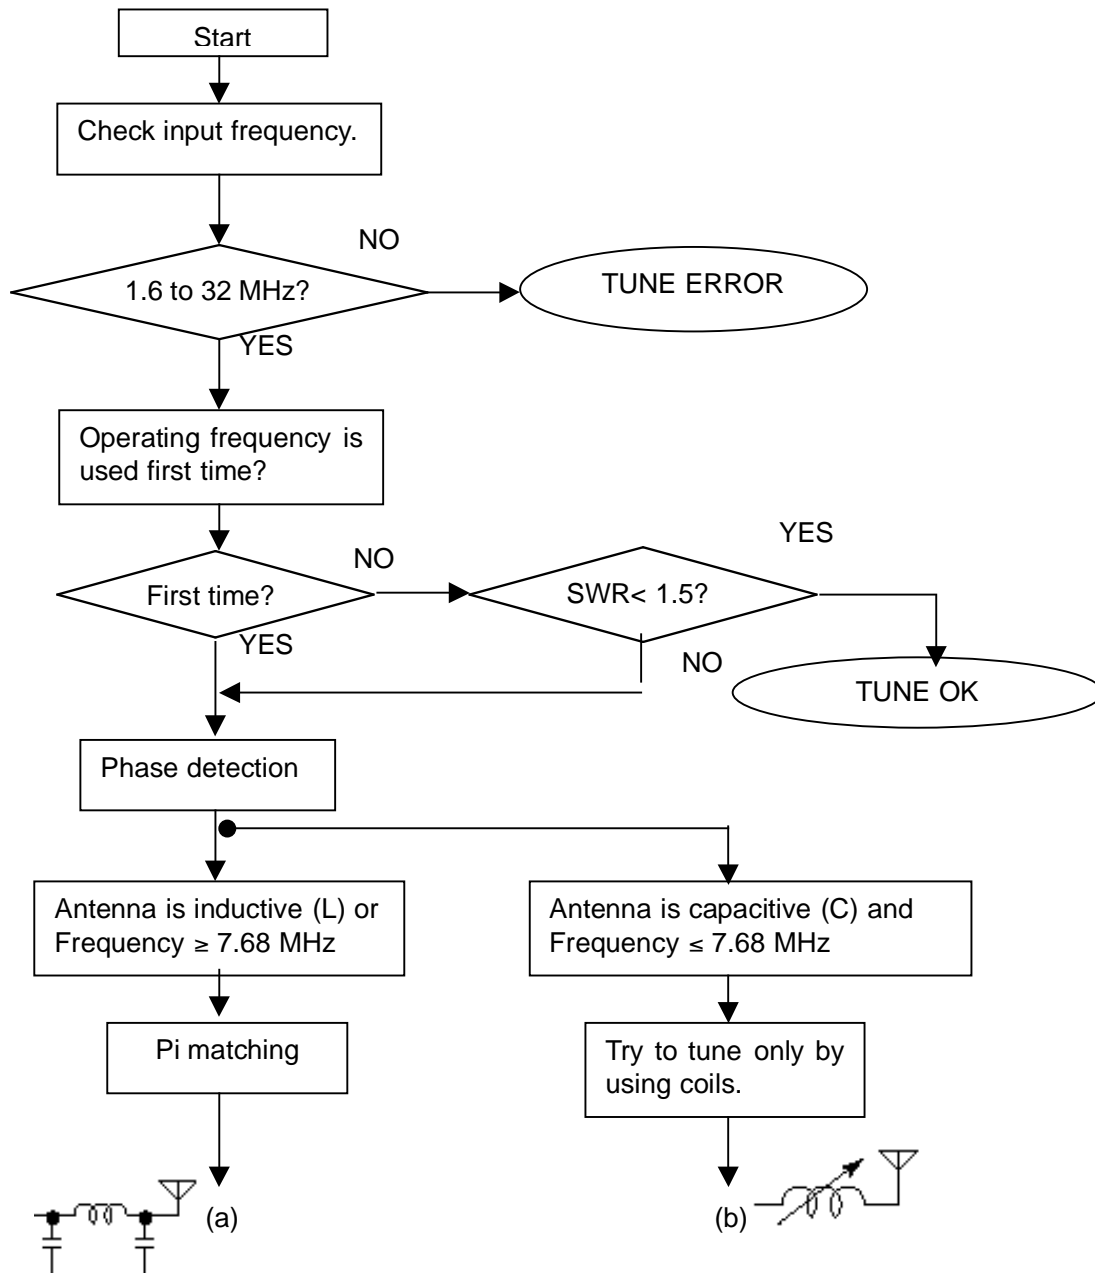 Start
Check input frequency.
NO
1.6 to 32 MHz?
TUNE ERROR
YES
Operating frequency is
used first time?
YES
NO
First time?
SWR< 1.5?
YES
NO
TUNE OK
Phase detection
Antenna is inductive (L) or
Frequency ≥ 7.68 MHz
Antenna is capacitive (C) and
Frequency ≤ 7.68 MHz
Pi matching
Try to tune only by
using coils.
(a)
(b)